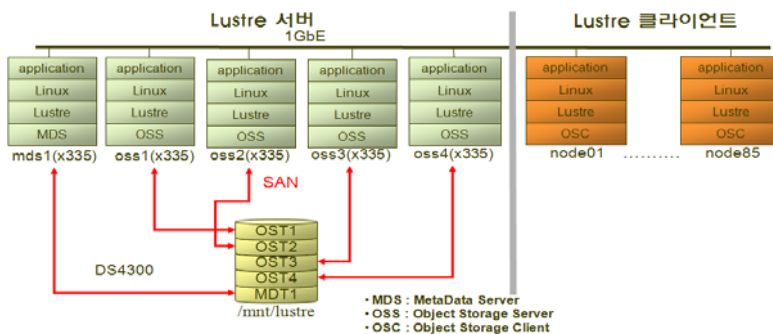 Lustre 서버
Lustre 클라이언트
1GbE
application
Linux
Lustre
MDS
mds1(x335)
application
Linux
Lustre
OSS
oss1(x335)
application
Linux
Lustre
OSS
oss2(x335)
application
Linux
Lustre
OSS
oss3(x335)
application
Linux
Lustre
OSS
oss4(x335)
application
Linux
Lustre
OSC
node01
..........
application
Linux
Lustre
OSC
node85
SAN
DS4300
OST1
OST2
OST3
OST4
MDT1
/mnt/lustre
• MDS : MetaData Server
• OSS : Object Storage Server
• OSC : Object Storage Client